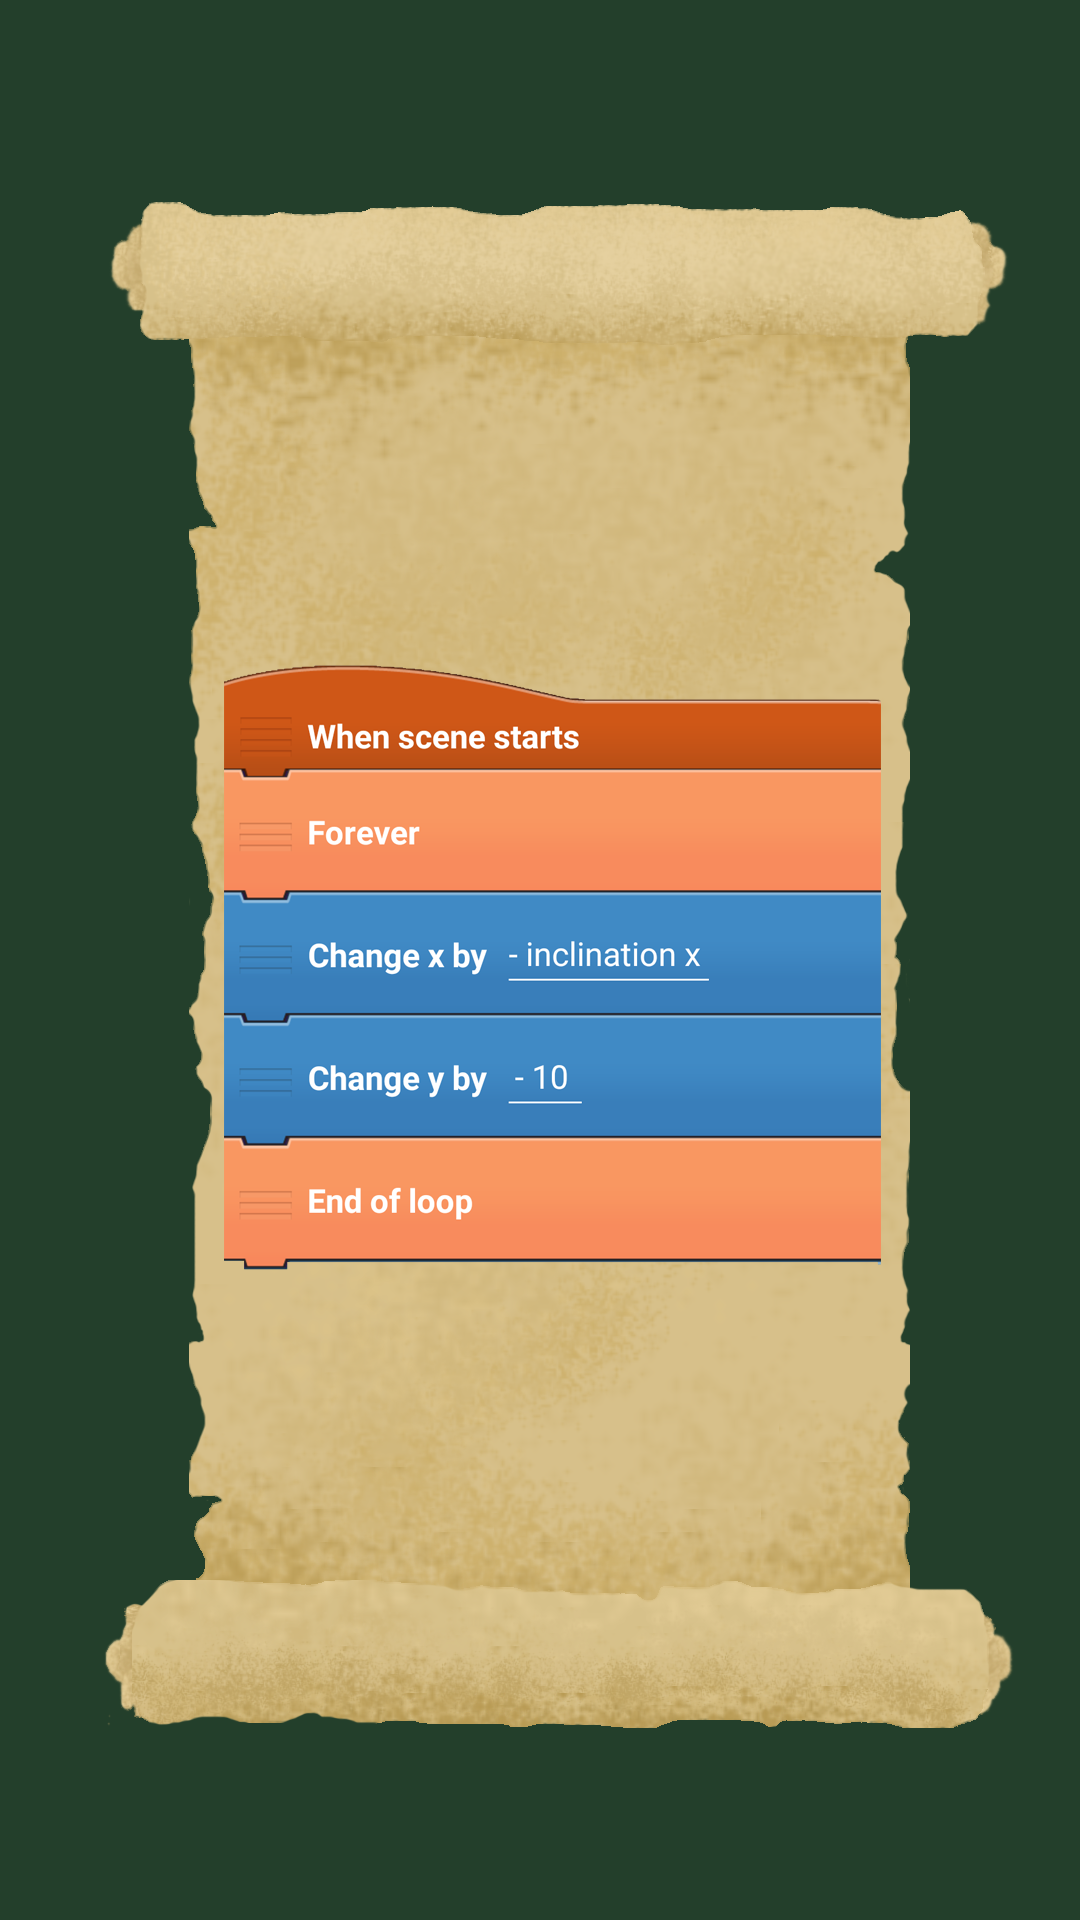 When scene starts
Forever
Change x by - inclination x
Change y by - 10
End of loop